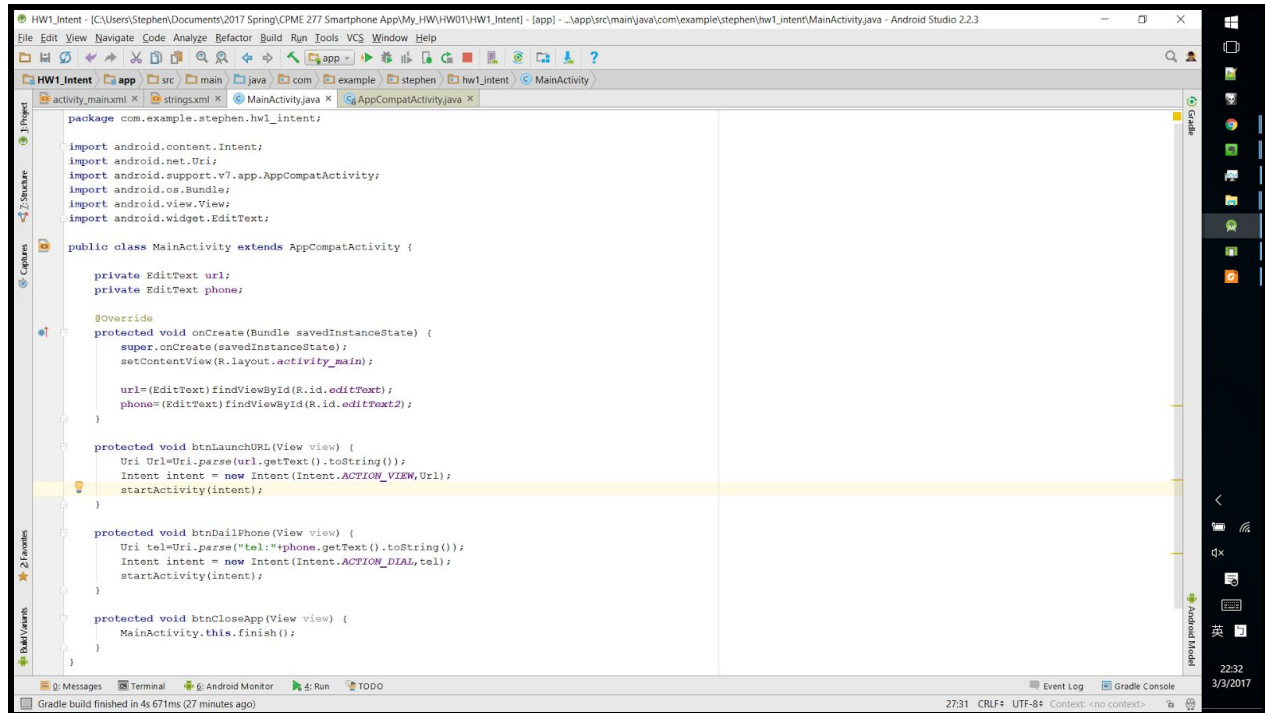 HW1_Intent - [C:\Users\Stephen\Documents\2017 Spring\CPME 277 Smartphone App\My_HW\HW01\HW1_Intent] - [app] - ...\app\src\main\java\com\example\stephen\hw1_intent\MainActivity.java - Android Studio 2.2.3
File Edit View Navigate Code Analyze Refactor Build Run Tools VCS Window Help
app
HW1_Intent app src main java com example stephen hw1_intent MainActivity
activity_main.xml strings.xml MainActivity.java AppCompatActivity.java
1: Project
7: Structure
Captures
2: Favorites
Build Variants
package com.example.stephen.hw1_intent;
import android.content.Intent;
import android.net.Uri;
import android.support.v7.app.AppCompatActivity;
import android.os.Bundle;
import android.view.View;
import android.widget.EditText;
public class MainActivity extends AppCompatActivity {
private EditText url;
private EditText phone;
@Override
protected void onCreate(Bundle savedInstanceState) {
super.onCreate(savedInstanceState);
setContentView(R.layout.activity_main);
url=(EditText)findViewById(R.id.editText);
phone=(EditText)findViewById(R.id.editText2);
}
protected void btnLaunchURL(View view) {
Uri Url=Uri.parse(url.getText().toString());
Intent intent = new Intent(Intent.ACTION_VIEW,Url);
startActivity(intent);
}
protected void btnDailPhone(View view) {
Uri tel=Uri.parse("tel:"+phone.getText().toString());
Intent intent = new Intent(Intent.ACTION_DIAL,tel);
startActivity(intent);
}
protected void btnCloseApp(View view) {
MainActivity.this.finish();
}
}
Gradle
Android Model
0: Messages Terminal 6: Android Monitor 4: Run TODO Event Log Gradle Console
Gradle build finished in 4s 671ms (27 minutes ago) 27:31 CRLF UTF-8 Context: <no context>
英
22:32
3/3/2017